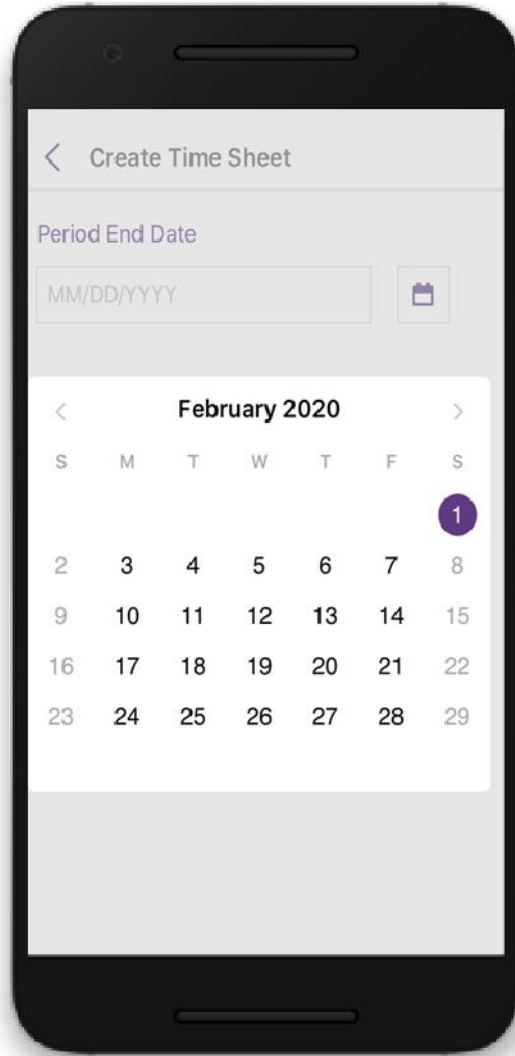 Create Time Sheet
Period End Date
MM/DD/YYYY
February 2020
S M T W T F S
1
2 3 4 5 6 7 8
9 10 11 12 13 14 15
16 17 18 19 20 21 22
23 24 25 26 27 28 29